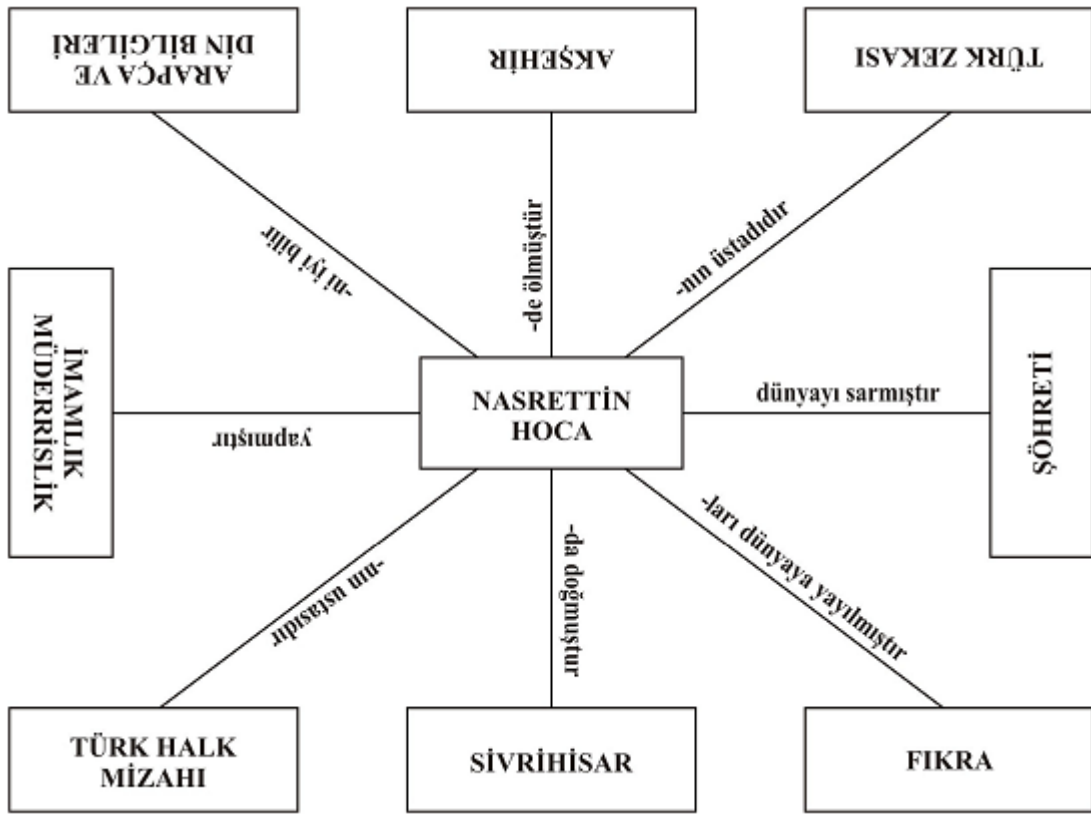 ARAPÇA VE
DİN BİLGİLERİ
AKŞEHİR
TÜRK ZEKASI
-ni iyi bilir
-de ölmüştür
-nın üstadıdır
İMAMLIK
MÜDERRİSLİK
yapmıştır
NASRETTİN
HOCA
dünyayı sarmıştır
ŞÖHRETİ
-nın ustasıdır
-da doğmuştur
-ları dünyaya yayılmıştır
TÜRK HALK
MİZAHI
SİVRİHİSAR
FIKRA